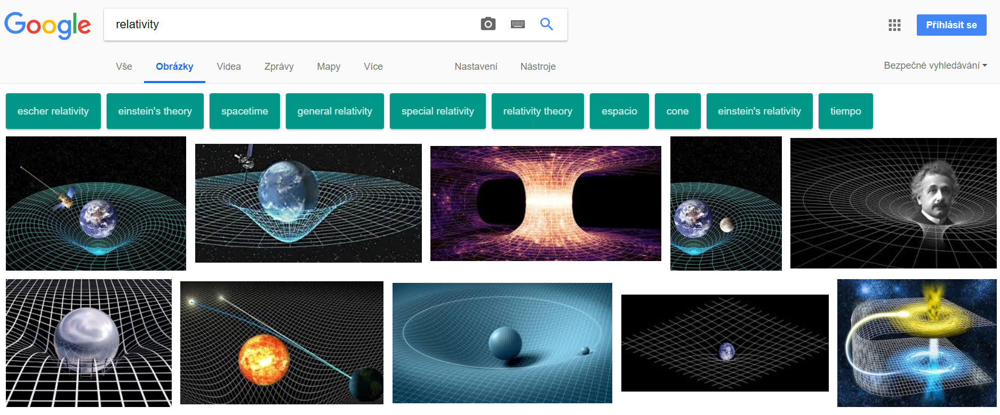 Google
relativity
Přihlásit se
Vše Obrázky Videa Zprávy Mapy Více Nastavení Nástroje Bezpečné vyhledávání
escher relativity einstein's theory spacetime general relativity special relativity relativity theory espacio cone einstein's relativity tiempo